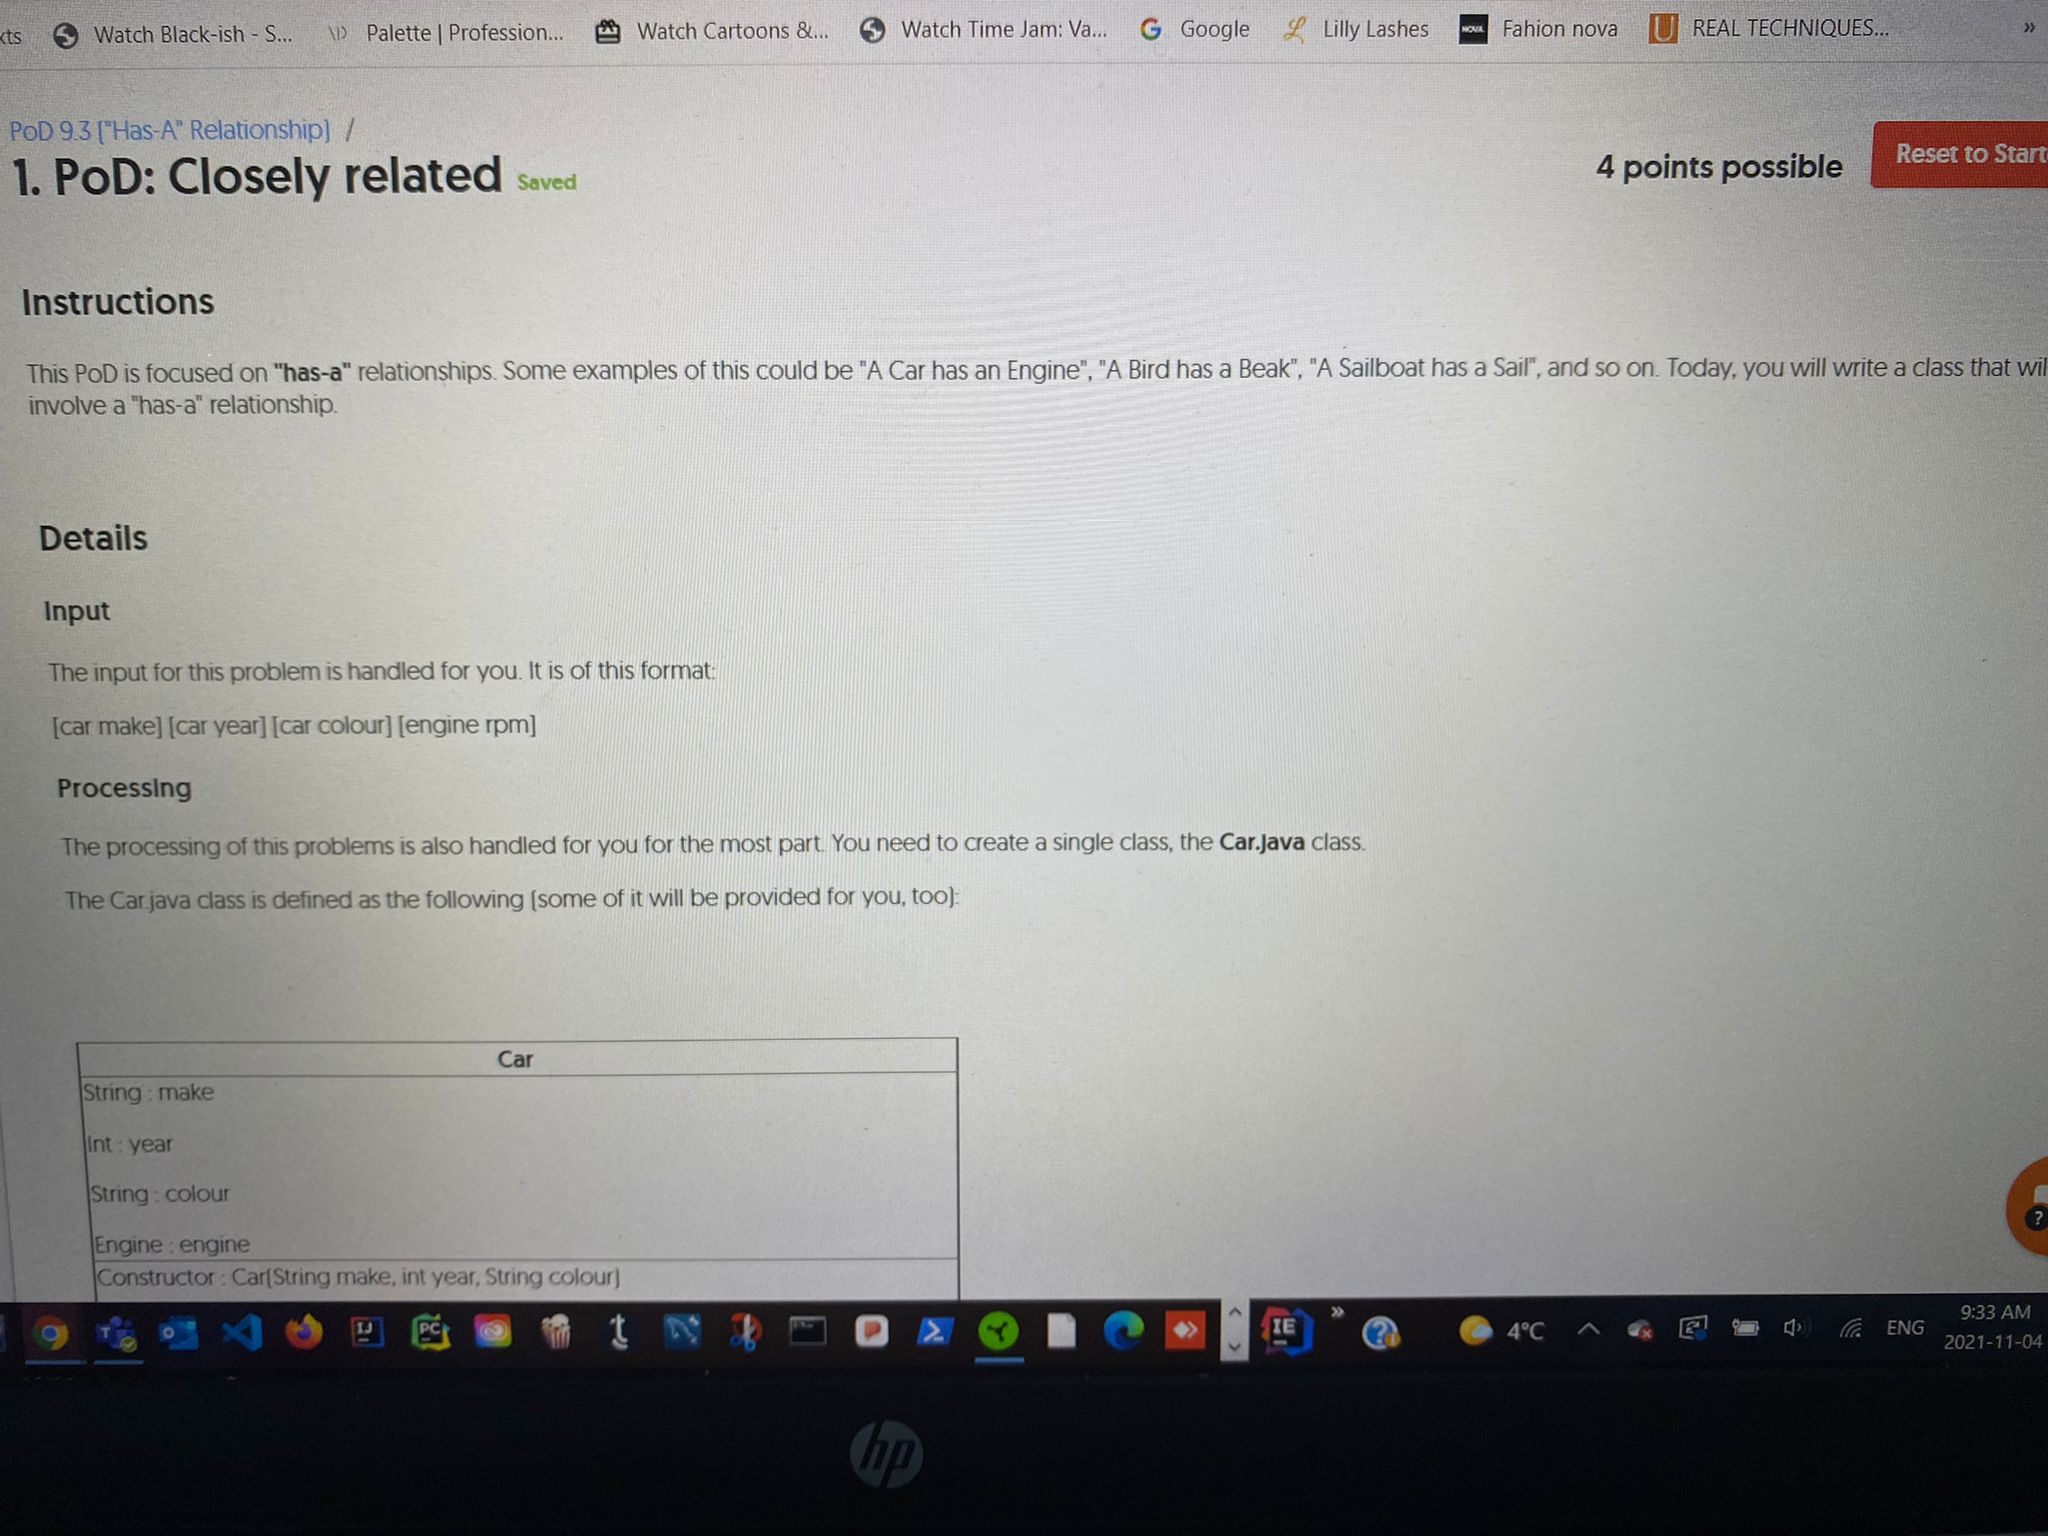 xts Watch Black-ish - S... Palette | Profession... Watch Cartoons &... Watch Time Jam: Va... Google Lilly Lashes NOVA Fahion nova REAL TECHNIQUES... »
PoD 9.3 ("Has-A" Relationship) /
1. PoD: Closely related Saved
4 points possible
Reset to Start
Instructions
This PoD is focused on "has-a" relationships. Some examples of this could be "A Car has an Engine", "A Bird has a Beak", "A Sailboat has a Sail", and so on. Today, you will write a class that wil
involve a "has-a" relationship.
Details
Input
The input for this problem is handled for you. It is of this format:
[car make] [car year] [car colour] [engine rpm]
Processing
The processing of this problems is also handled for you for the most part. You need to create a single class, the Car.java class.
The Car.java class is defined as the following (some of it will be provided for you, too):
Car
String : make
Int : year
String : colour
Engine : engine
Constructor : Car(String make, int year, String colour)
?
IJ PC t IE » 4°C ENG
9:33 AM
2021-11-04
hp